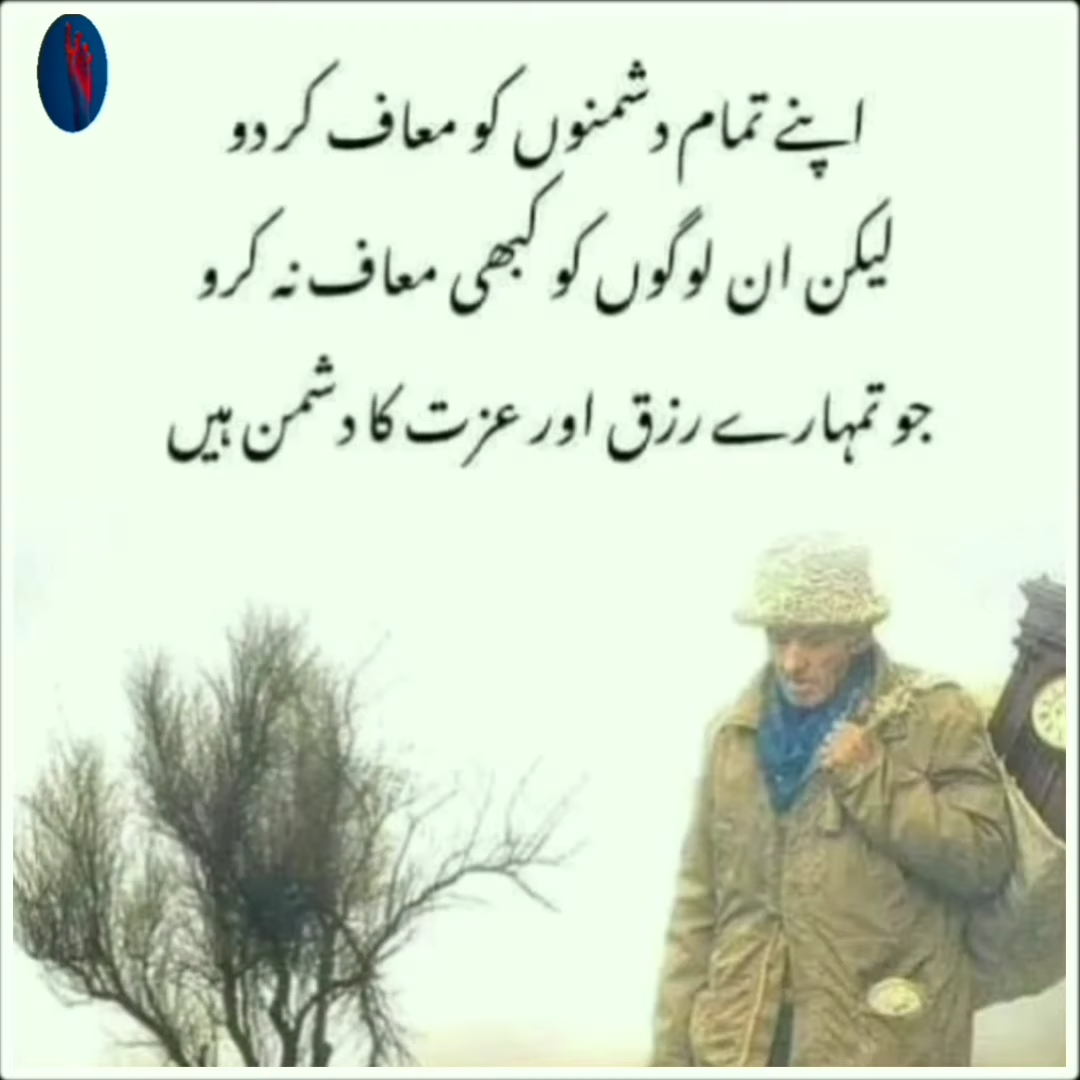 اپنے تمام دشمنوں کو معاف کر دو
لیکن ان لوگوں کو کبھی معاف نہ کرو
جو تمہارے رزق اور عزت کا دشمن ہیں